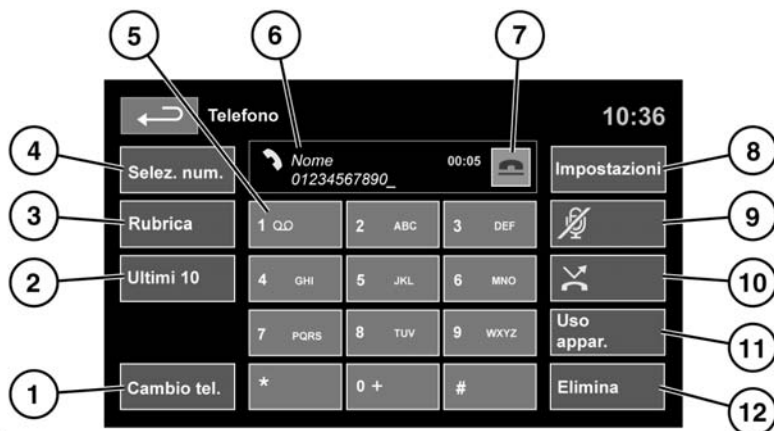 5
6
7
Telefono
10:36
4
Selez. num.
Nome
00:05
01234567890_
Impostazioni
8
3
Rubrica
1
2 ABC
3 DEF
9
2
Ultimi 10
4 GHI
5 JKL
6 MNO
10
7 PQRS
8 TUV
9 WXYZ
Uso
appar.
11
1
Cambio tel.
*
0 +
#
Elimina
12